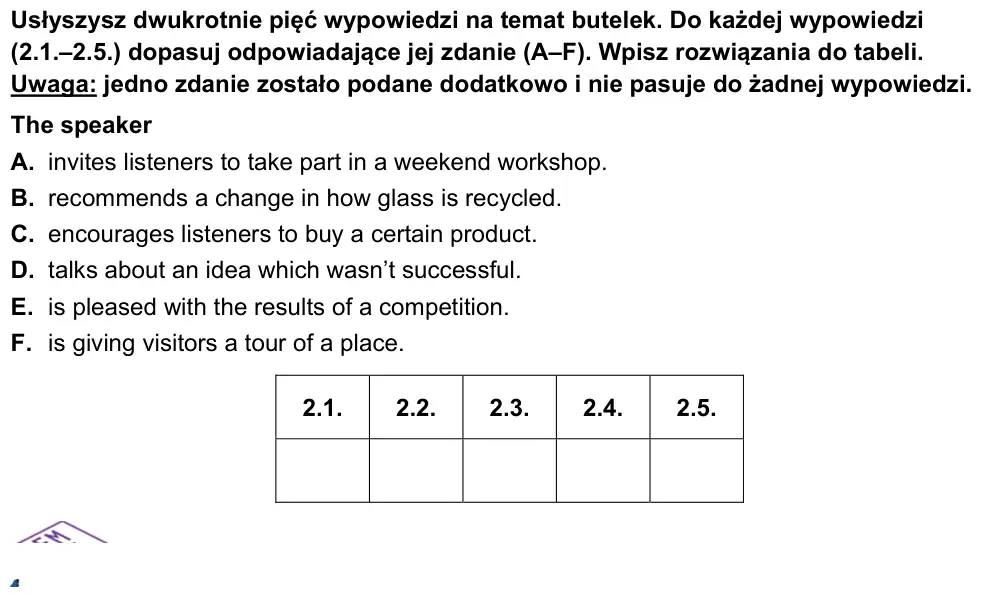 Usłyszysz dwukrotnie pięć wypowiedzi na temat butelek. Do każdej wypowiedzi
(2.1.–2.5.) dopasuj odpowiadające jej zdanie (A–F). Wpisz rozwiązania do tabeli.
Uwaga: jedno zdanie zostało podane dodatkowo i nie pasuje do żadnej wypowiedzi.
The speaker
A. invites listeners to take part in a weekend workshop.
B. recommends a change in how glass is recycled.
C. encourages listeners to buy a certain product.
D. talks about an idea which wasn’t successful.
E. is pleased with the results of a competition.
F. is giving visitors a tour of a place.
2.1. 2.2. 2.3. 2.4. 2.5.